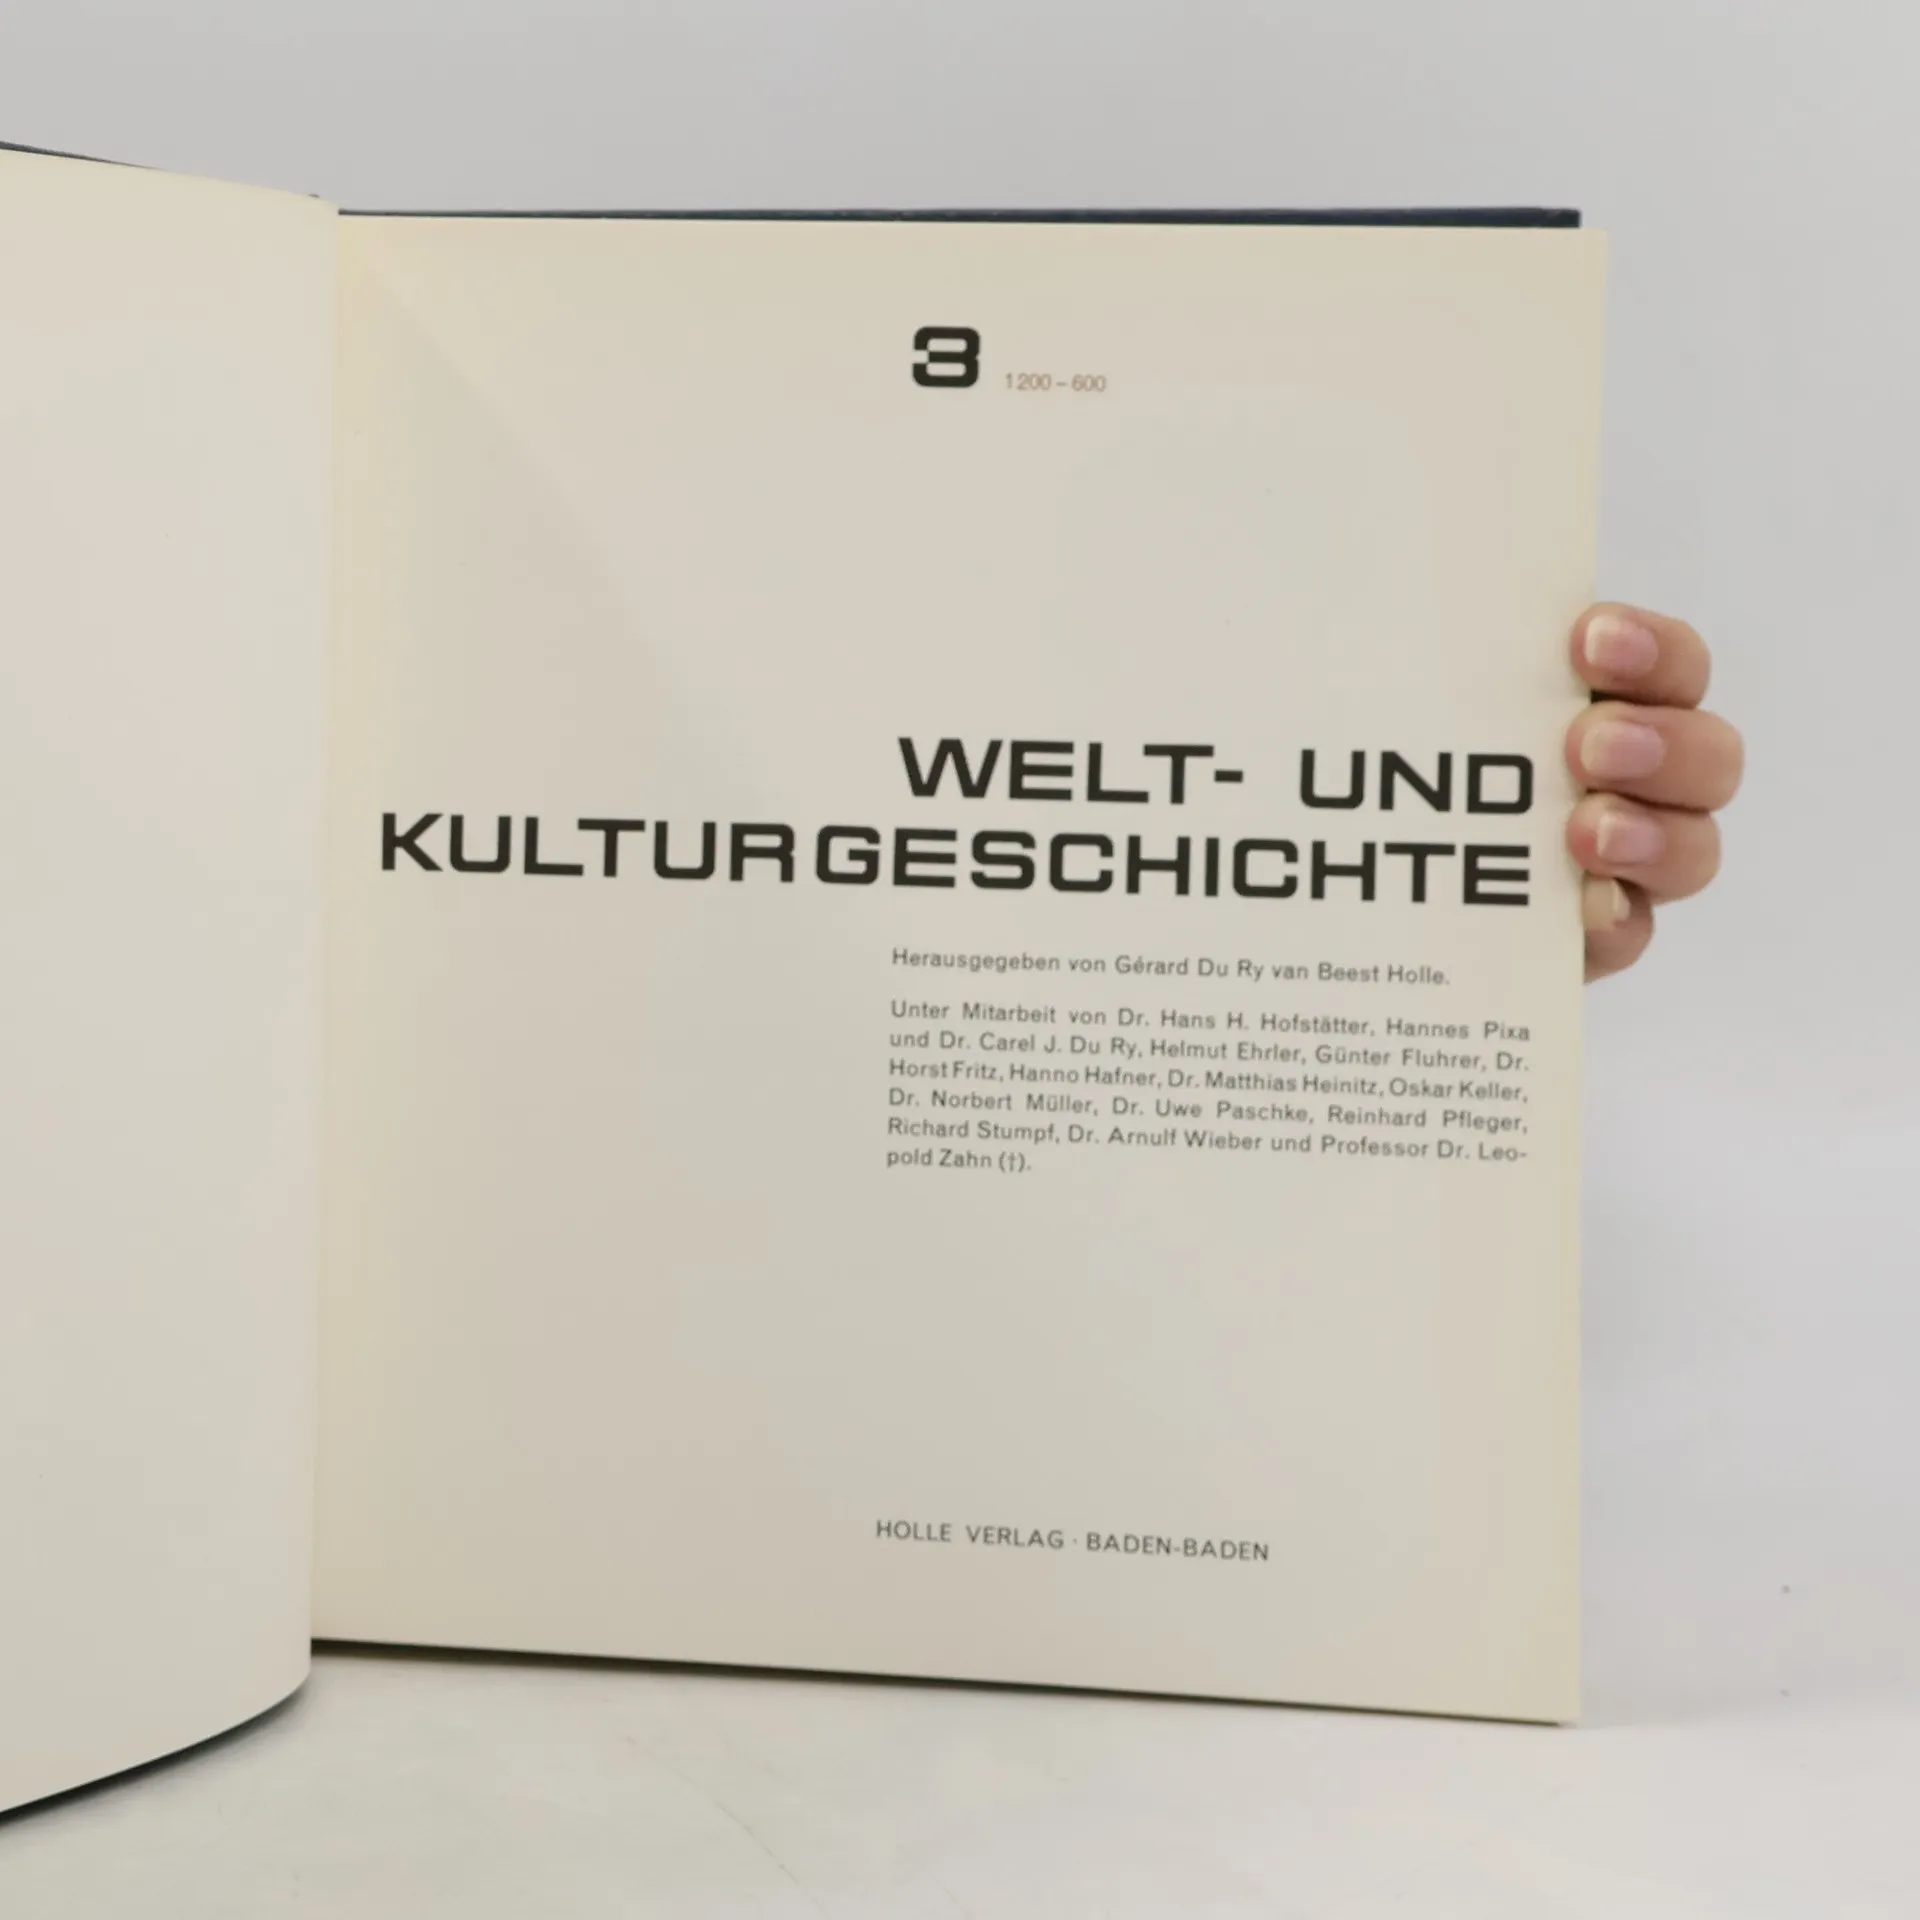 3 1200 – 600
WELT- UND
KULTURGESCHICHTE
Herausgegeben von Gérard Du Ry van Beest Holle.
Unter Mitarbeit von Dr. Hans H. Hofstätter, Hannes Pixa
und Dr. Carel J. Du Ry, Helmut Ehrler, Günter Fluhrer, Dr.
Horst Fritz, Hanno Hafner, Dr. Matthias Heinitz, Oskar Keller,
Dr. Norbert Müller, Dr. Uwe Paschke, Reinhard Pfleger,
Richard Stumpf, Dr. Arnulf Wieber und Professor Dr. Leo-
pold Zahn (†).
HOLLE VERLAG · BADEN-BADEN